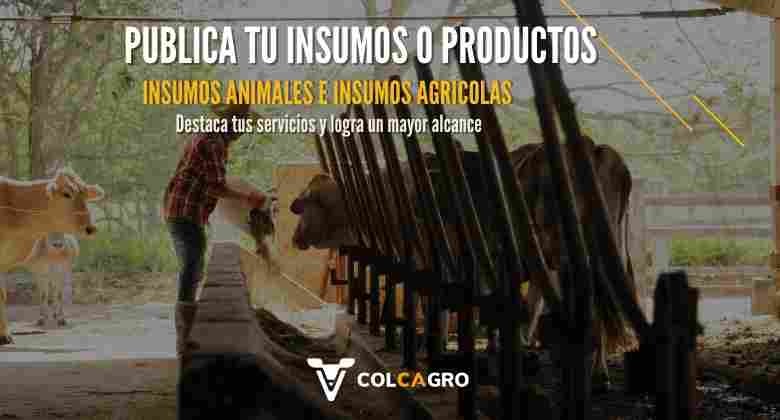 PUBLICA TU INSUMOS O PRODUCTOS
INSUMOS ANIMALES E INSUMOS AGRICOLAS
Destaca tus servicios y logra un mayor alcance
COLCAGRO